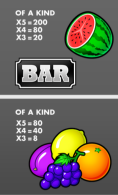 OF A KIND
X5=200
X4=80
X3=20
BAR
OF A KIND
X5=80
X4=40
X3=8